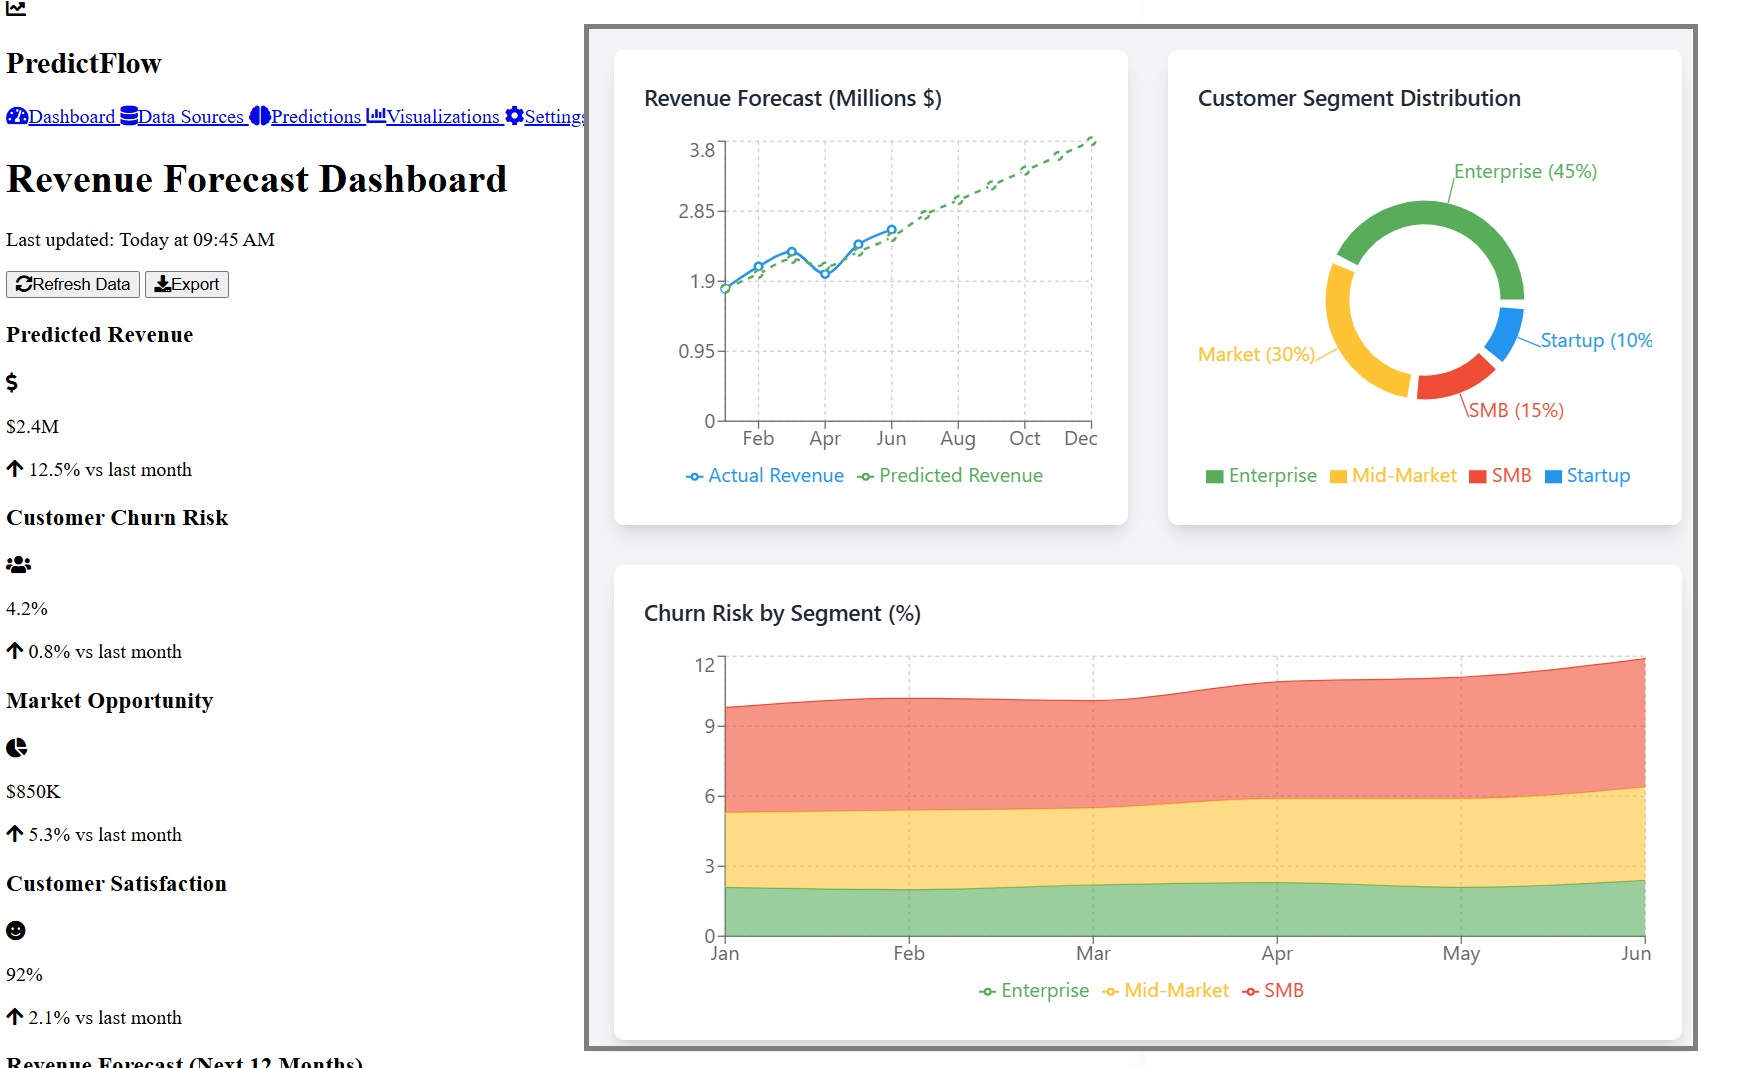 PredictFlow
Dashboard Data Sources Predictions Visualizations Settings
Revenue Forecast Dashboard
Last updated: Today at 09:45 AM
Refresh Data Export
Predicted Revenue
$2.4M
12.5% vs last month
Customer Churn Risk
4.2%
0.8% vs last month
Market Opportunity
$850K
5.3% vs last month
Customer Satisfaction
92%
2.1% vs last month
Revenue Forecast (Next 12 Months)
Revenue Forecast (Millions $)
3.8
2.85
1.9
0.95
0
Feb Apr Jun Aug Oct Dec
Actual Revenue Predicted Revenue
Customer Segment Distribution
Enterprise (45%)
Startup (10%
Market (30%)
SMB (15%)
Enterprise Mid-Market SMB Startup
Churn Risk by Segment (%)
12
9
6
3
0
Jan Feb Mar Apr May Jun
Enterprise Mid-Market SMB